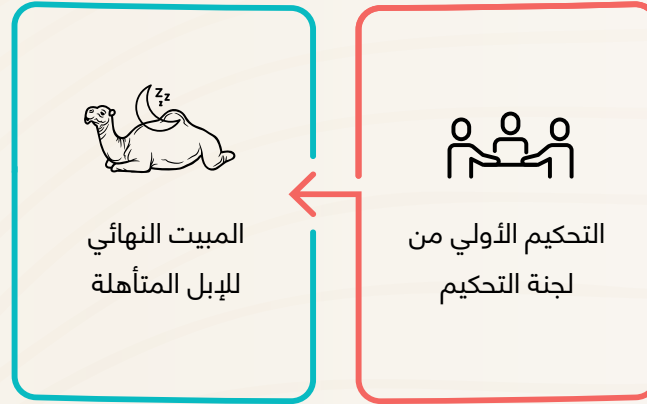 التحكيم الأولي من
لجنة التحكيم
المبيت النهائي
للإبل المتأهلة
z z
z